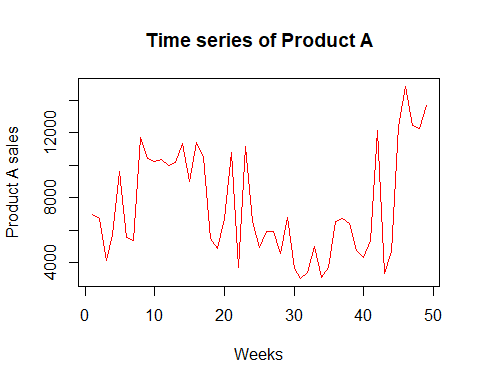 Time series of Product A
Product A sales
12000
8000
4000
0 10 20 30 40 50
Weeks